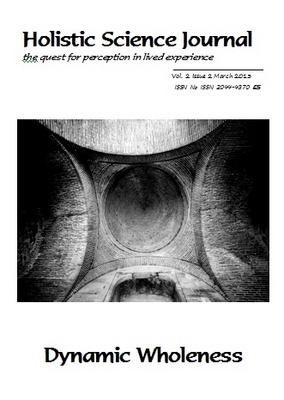 Holistic Science Journal
the quest for perception in lived experience
Vol. 2 Issue 2 March 2013
ISSN No ISSN 2044-4370 £5
Dynamic Wholeness